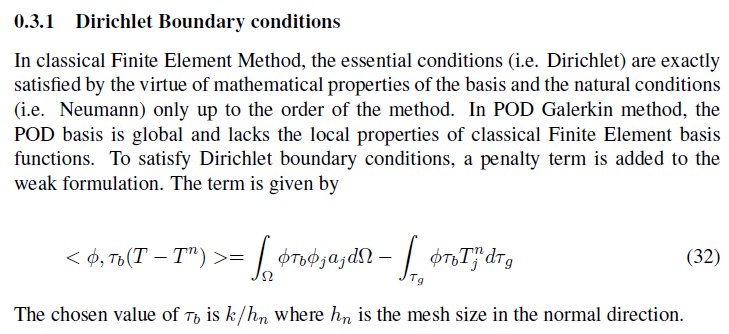 0.3.1 Dirichlet Boundary conditions
In classical Finite Element Method, the essential conditions (i.e. Dirichlet) are exactly
satisfied by the virtue of mathematical properties of the basis and the natural conditions
(i.e. Neumann) only up to the order of the method. In POD Galerkin method, the
POD basis is global and lacks the local properties of classical Finite Element basis
functions. To satisfy Dirichlet boundary conditions, a penalty term is added to the
weak formulation. The term is given by
< ϕ, τ_b(T − T^n) >= ∫_Ω ϕτ_bϕ_ja_jdΩ − ∫_{τ_g} ϕτ_bT_j^n dτ_g (32)
The chosen value of τ_b is k/h_n where h_n is the mesh size in the normal direction.